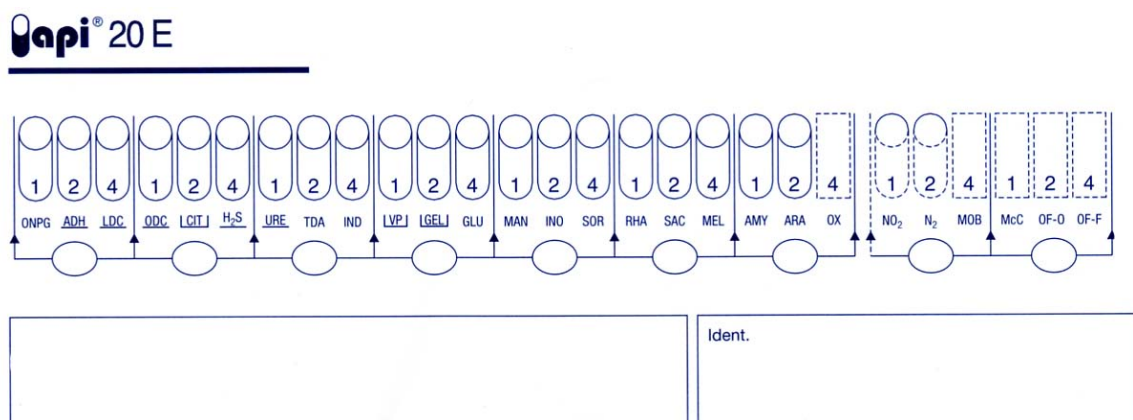 api® 20 E
1 2 4 1 2 4 1 2 4 1 2 4 1 2 4 1 2 4 1 2 4 1 2 4 1 2 4
ONPG ADH LDC ODC |CIT| H₂S URE TDA IND |VP| |GEL| GLU MAN INO SOR RHA SAC MEL AMY ARA OX NO₂ N₂ MOB McC OF-O OF-F
Ident.